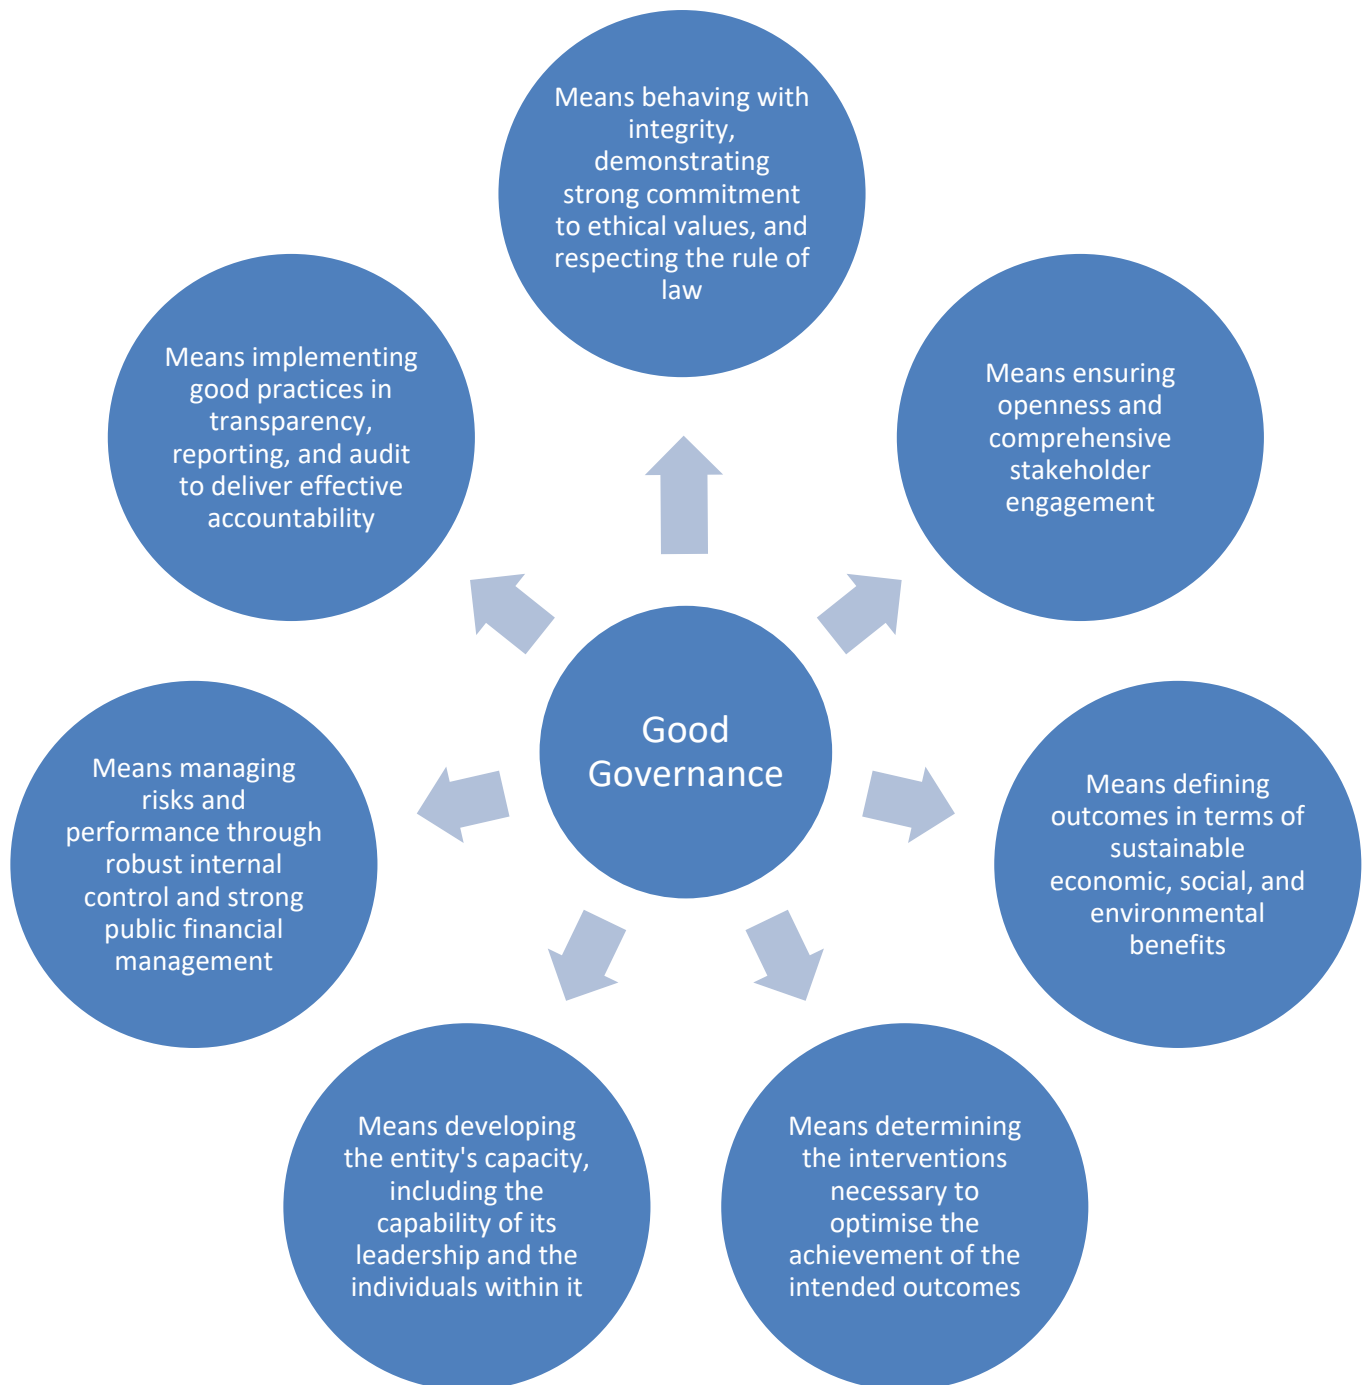 Means behaving with
integrity,
demonstrating
strong commitment
to ethical values, and
respecting the rule of
law
Means ensuring
openness and
comprehensive
stakeholder
engagement
Means defining
outcomes in terms of
sustainable
economic, social, and
environmental
benefits
Means determining
the interventions
necessary to
optimise the
achievement of the
intended outcomes
Means developing
the entity's capacity,
including the
capability of its
leadership and the
individuals within it
Means managing
risks and
performance through
robust internal
control and strong
public financial
management
Means implementing
good practices in
transparency,
reporting, and audit
to deliver effective
accountability
Good
Governance